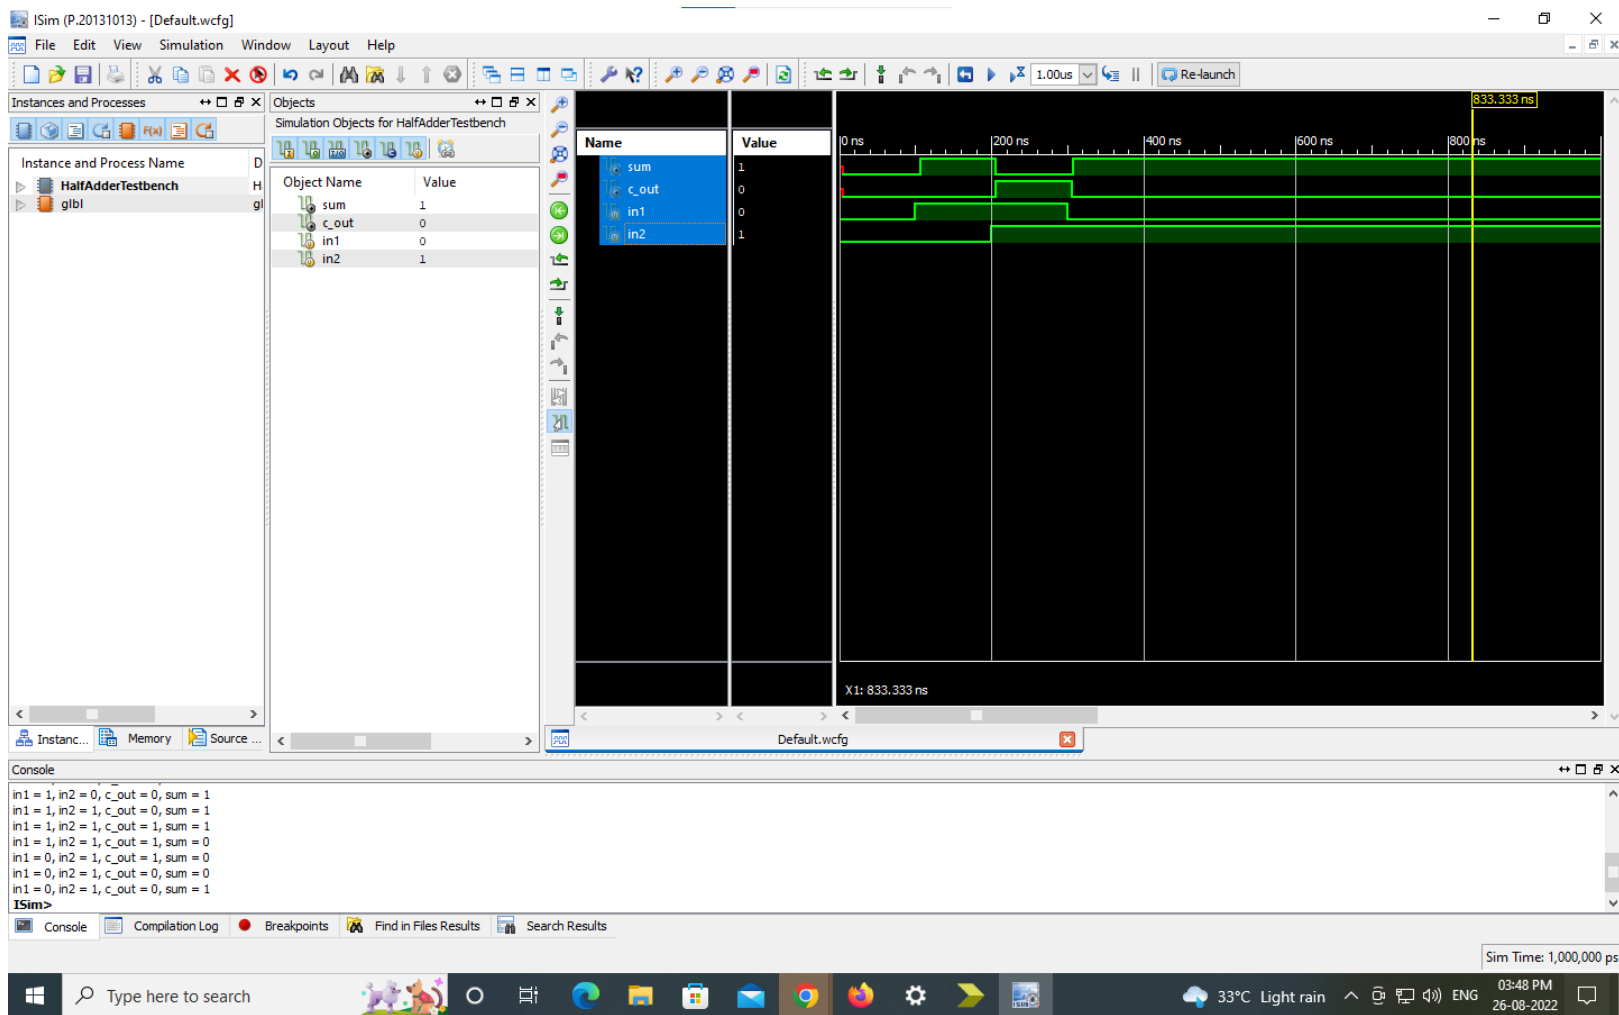 ISim (P.20131013) - [Default.wcfg]
File Edit View Simulation Window Layout Help
1.00us Re-launch
Instances and Processes
Objects
Simulation Objects for HalfAdderTestbench
Instance and Process Name D
HalfAdderTestbench H
glbl gl
Object Name Value
sum 1
c_out 0
in1 0
in2 1
Name Value
sum 1
c_out 0
in1 0
in2 1
833.333 ns
0 ns 200 ns 400 ns 600 ns 800 ns
X1: 833.333 ns
Instanc... Memory Source ...
Default.wcfg
Console
in1 = 1, in2 = 0, c_out = 0, sum = 1
in1 = 1, in2 = 1, c_out = 0, sum = 1
in1 = 1, in2 = 1, c_out = 1, sum = 1
in1 = 1, in2 = 1, c_out = 1, sum = 0
in1 = 0, in2 = 1, c_out = 1, sum = 0
in1 = 0, in2 = 1, c_out = 0, sum = 0
in1 = 0, in2 = 1, c_out = 0, sum = 1
ISim>
Console Compilation Log Breakpoints Find in Files Results Search Results
Sim Time: 1,000,000 ps
Type here to search
33°C Light rain
ENG
03:48 PM
26-08-2022